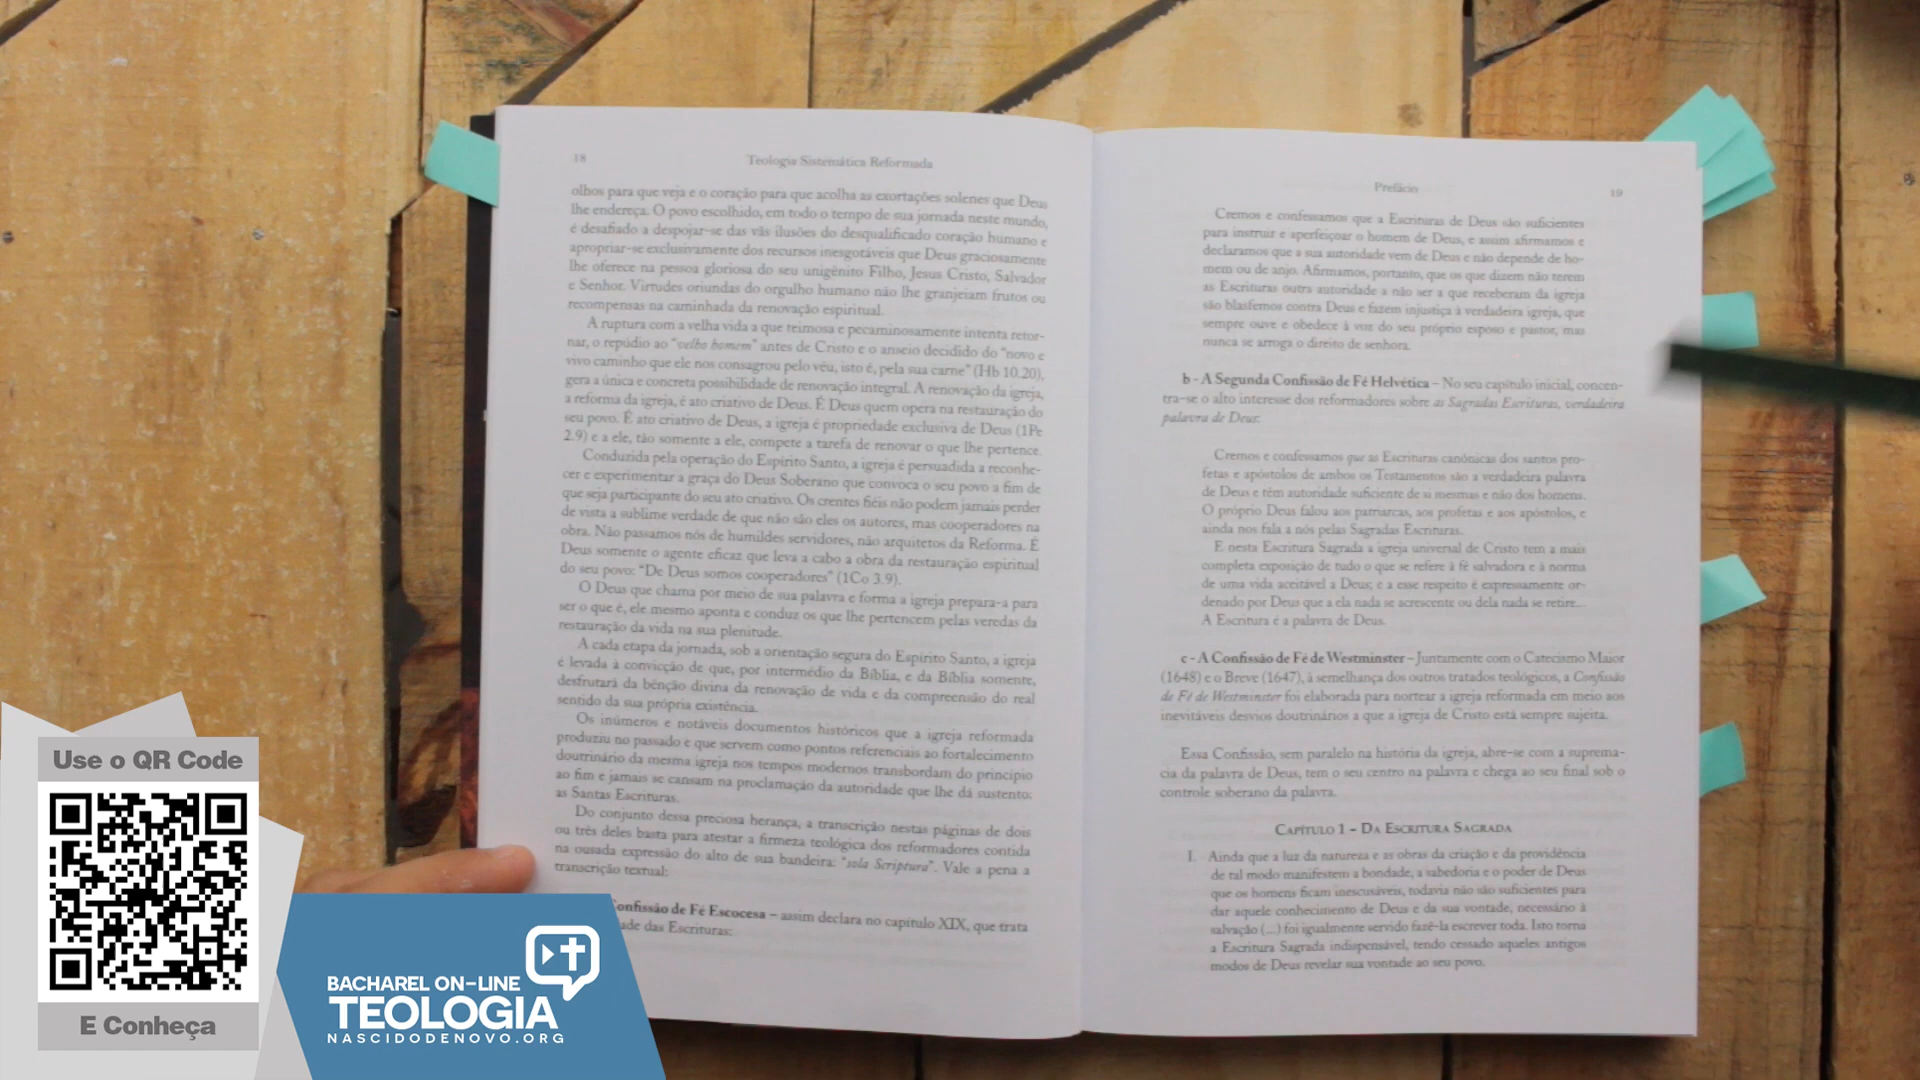 18
Teologia Sistemática Reformada
olhos para que veja e o coração para que acolha as exortações solenes que Deus
lhe endereça. O povo escolhido, em todo o tempo de sua jornada neste mundo,
é desafiado a despojar-se das vãs ilusões do desqualificado coração humano e
apropriar-se exclusivamente dos recursos inesgotáveis que Deus graciosamente
lhe oferece na pessoa gloriosa do seu unigênito Filho, Jesus Cristo, Salvador
e Senhor. Virtudes oriundas do orgulho humano não lhe granjeiam frutos ou
recompensas na caminhada da renovação espiritual.
A ruptura com a velha vida a que teimosa e pecaminosamente intenta retor-
nar, o repúdio ao "velho homem" antes de Cristo e o anseio decidido do "novo e
vivo caminho que ele nos consagrou pelo véu, isto é, pela sua carne" (Hb 10.20),
gera a única e concreta possibilidade de renovação integral. A renovação da igreja,
a reforma da igreja, é ato criativo de Deus. É Deus quem opera na restauração do
seu povo. É ato criativo de Deus, a igreja é propriedade exclusiva de Deus (1Pe
2.9) e a ele, tão somente a ele, compete a tarefa de renovar o que lhe pertence.
Conduzida pela operação do Espírito Santo, a igreja é persuadida a reconhe-
cer e experimentar a graça do Deus Soberano que convoca o seu povo a fim de
que seja participante do seu ato criativo. Os crentes fiéis não podem jamais perder
de vista a sublime verdade de que não são eles os autores, mas cooperadores na
obra. Não passamos nós de humildes servidores, não arquitetos da Reforma. É
Deus somente o agente eficaz que leva a cabo a obra da restauração espiritual
do seu povo: "De Deus somos cooperadores" (1Co 3.9).
O Deus que chama por meio de sua palavra e forma a igreja prepara-a para
ser o que é, ele mesmo aponta e conduz os que lhe pertencem pelas veredas da
restauração da vida na sua plenitude.
A cada etapa da jornada, sob a orientação segura do Espírito Santo, a igreja
é levada à convicção de que, por intermédio da Bíblia, e da Bíblia somente,
desfrutará da bênção divina da renovação de vida e da compreensão do real
sentido da sua própria existência.
Os inúmeros e notáveis documentos históricos que a igreja reformada
produziu no passado e que servem como pontos referenciais ao fortalecimento
doutrinário da mesma igreja nos tempos modernos transbordam do princípio
ao fim e jamais se cansam na proclamação da autoridade que lhe dá sustento:
as Santas Escrituras.
Do conjunto dessa preciosa herança, a transcrição nestas páginas de dois
ou três deles basta para atestar a firmeza teológica dos reformadores contida
na ousada expressão do alto de sua bandeira: "sola Scriptura". Vale a pena a
transcrição textual:
onfissão de Fé Escocesa – assim declara no capítulo XIX, que trata
ade das Escrituras:
Prefácio
19
Cremos e confessamos que a Escrituras de Deus são suficientes
para instruir e aperfeiçoar o homem de Deus, e assim afirmamos e
declaramos que a sua autoridade vem de Deus e não depende de ho-
mem ou de anjo. Afirmamos, portanto, que os que dizem não terem
as Escrituras outra autoridade a não ser a que receberam da igreja
são blasfemos contra Deus e fazem injustiça à verdadeira igreja, que
sempre ouve e obedece à voz do seu próprio esposo e pastor, mas
nunca se arroga o direito de senhora.
b - A Segunda Confissão de Fé Helvética – No seu capítulo inicial, concen-
tra-se o alto interesse dos reformadores sobre as Sagradas Escrituras, verdadeira
palavra de Deus:
Cremos e confessamos que as Escrituras canônicas dos santos pro-
fetas e apóstolos de ambos os Testamentos são a verdadeira palavra
de Deus e têm autoridade suficiente de si mesmas e não dos homens.
O próprio Deus falou aos patriarcas, aos profetas e aos apóstolos, e
ainda nos fala a nós pelas Sagradas Escrituras.
E nesta Escritura Sagrada a igreja universal de Cristo tem a mais
completa exposição de tudo o que se refere à fé salvadora e à norma
de uma vida aceitável a Deus; e a esse respeito é expressamente or-
denado por Deus que a ela nada se acrescente ou dela nada se retire...
A Escritura é a palavra de Deus.
c - A Confissão de Fé de Westminster – Juntamente com o Catecismo Maior
(1648) e o Breve (1647), à semelhança dos outros tratados teológicos, a Confissão
de Fé de Westminster foi elaborada para nortear a igreja reformada em meio aos
inevitáveis desvios doutrinários a que a igreja de Cristo está sempre sujeita.
Essa Confissão, sem paralelo na história da igreja, abre-se com a suprema-
cia da palavra de Deus, tem o seu centro na palavra e chega ao seu final sob o
controle soberano da palavra.
CAPÍTULO 1 – DA ESCRITURA SAGRADA
I. Ainda que a luz da natureza e as obras da criação e da providência
de tal modo manifestem a bondade, a sabedoria e o poder de Deus
que os homens ficam inescusáveis, todavia não são suficientes para
dar aquele conhecimento de Deus e da sua vontade, necessário à
salvação (...) foi igualmente servido fazê-la escrever toda. Isto torna
a Escritura Sagrada indispensável, tendo cessado aqueles antigos
modos de Deus revelar sua vontade ao seu povo.
Use o QR Code
E Conheça
BACHAREL ON-LINE
TEOLOGIA
NASCIDODENOVO.ORG